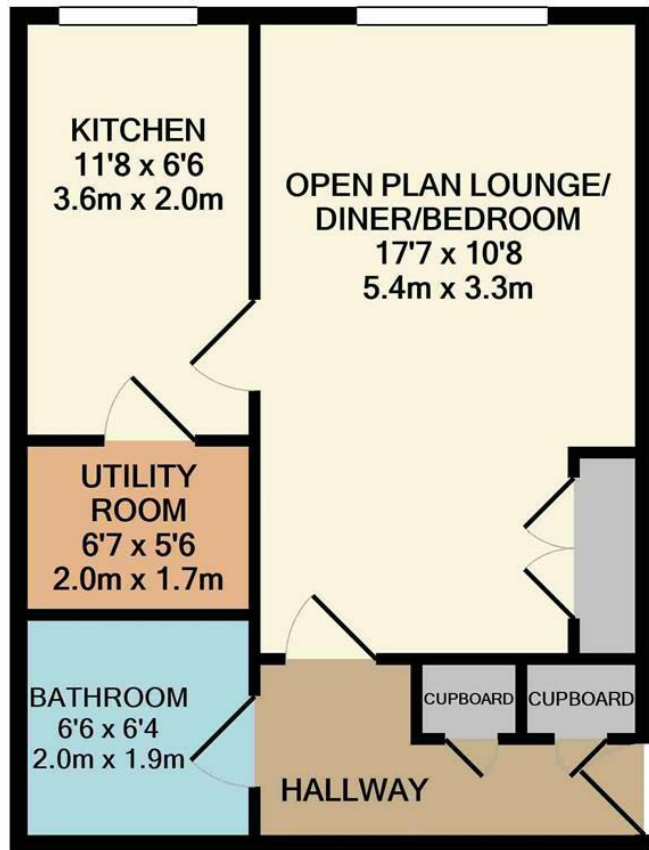 KITCHEN
11'8 x 6'6
3.6m x 2.0m
OPEN PLAN LOUNGE/
DINER/BEDROOM
17'7 x 10'8
5.4m x 3.3m
UTILITY
ROOM
6'7 x 5'6
2.0m x 1.7m
BATHROOM
6'6 x 6'4
2.0m x 1.9m
CUPBOARD
CUPBOARD
HALLWAY